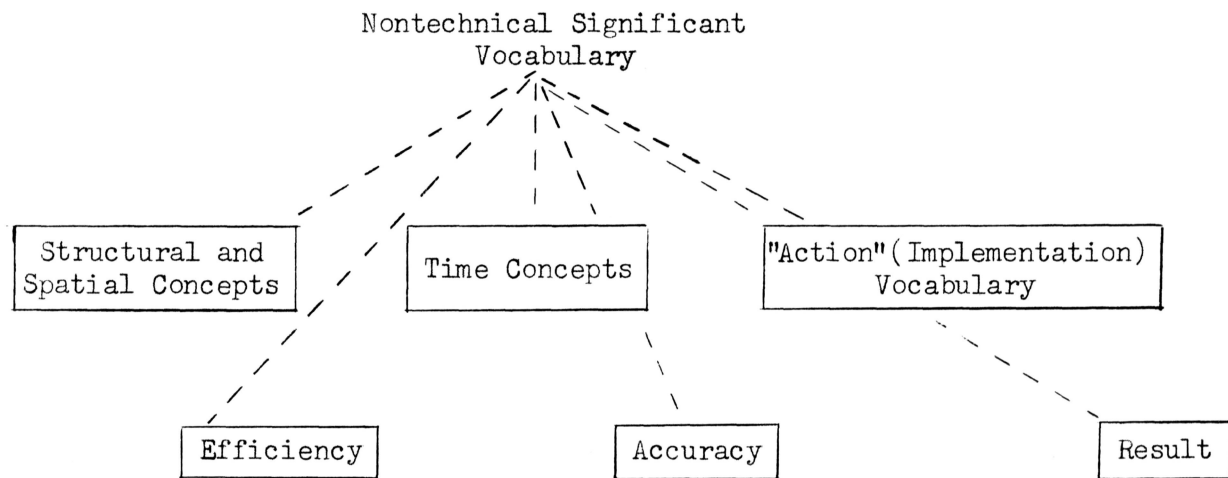 Nontechnical Significant
Vocabulary
Structural and
Spatial Concepts
Time Concepts
"Action"(Implementation)
Vocabulary
Efficiency
Accuracy
Result